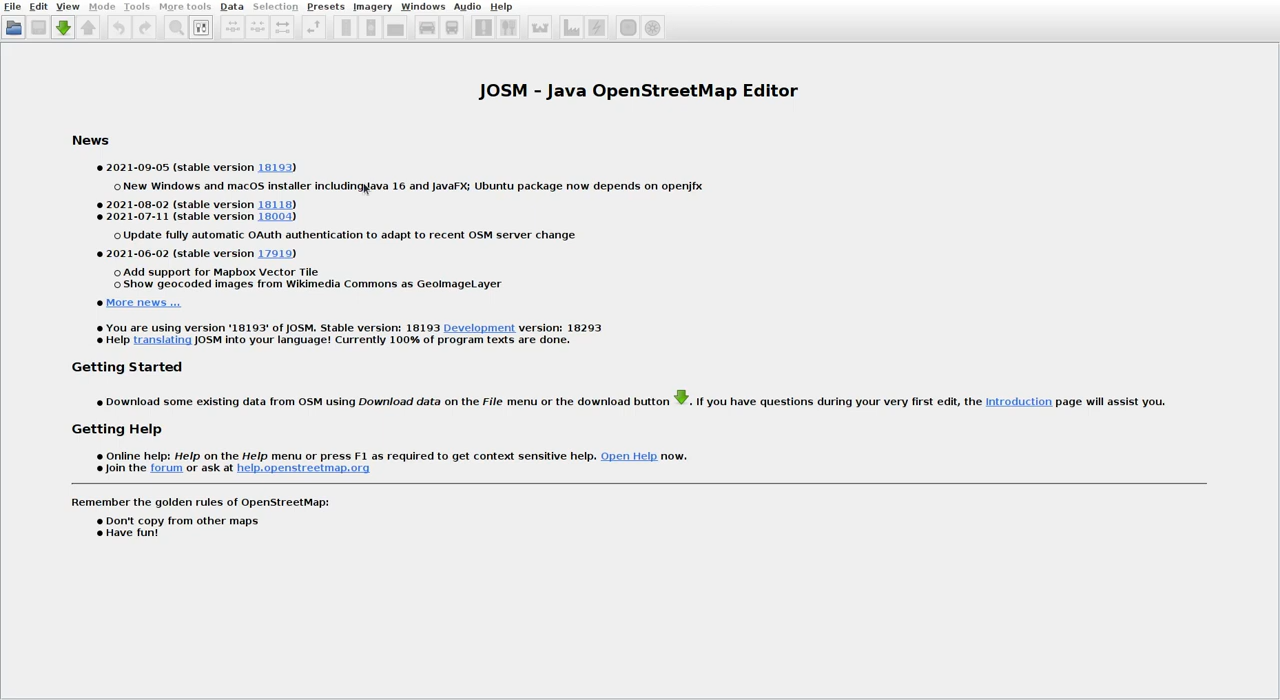 File Edit View Mode Tools More tools Data Selection Presets Imagery Windows Audio Help
JOSM – Java OpenStreetMap Editor
News
2021-09-05 (stable version 18193)
New Windows and macOS installer including Java 16 and JavaFX; Ubuntu package now depends on openjfx
2021-08-02 (stable version 18118)
2021-07-11 (stable version 18004)
Update fully automatic OAuth authentication to adapt to recent OSM server change
2021-06-02 (stable version 17919)
Add support for Mapbox Vector Tile
Show geocoded images from Wikimedia Commons as GeoImageLayer
More news ...
You are using version '18193' of JOSM. Stable version: 18193 Development version: 18293
Help translating JOSM into your language! Currently 100% of program texts are done.
Getting Started
Download some existing data from OSM using Download data on the File menu or the download button . If you have questions during your very first edit, the Introduction page will assist you.
Getting Help
Online help: Help on the Help menu or press F1 as required to get context sensitive help. Open Help now.
Join the forum or ask at help.openstreetmap.org
Remember the golden rules of OpenStreetMap:
Don't copy from other maps
Have fun!